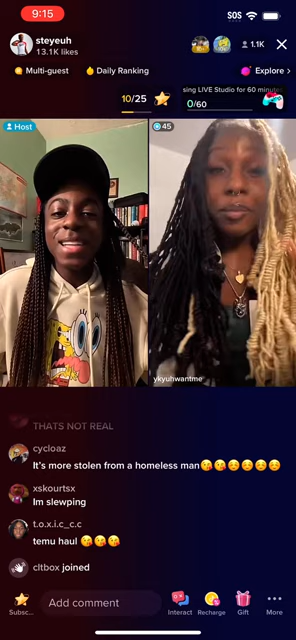 9:15
SOS
steyeuh
13.1K likes
1.1K
Multi-guest
Daily Ranking
Explore >
10/25
sing LIVE Studio for 60 minutes
0/60
Host
45
ykyuhwantme
THATS NOT REAL
cycloaz
It's more stolen from a homeless man
xskourtsx
Im slewping
t.o.x.i.c_c.c
temu haul
cltbox joined
Subsc...
Add comment
Interact
Recharge
Gift
More